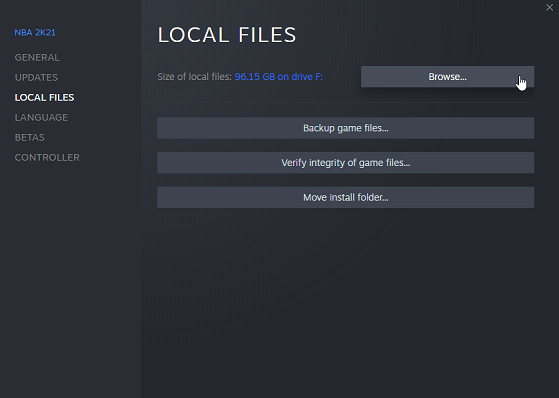 NBA 2K21
GENERAL
UPDATES
LOCAL FILES
LANGUAGE
BETAS
CONTROLLER
LOCAL FILES
Size of local files: 96.15 GB on drive F:
Browse...
Backup game files...
Verify integrity of game files...
Move install folder...